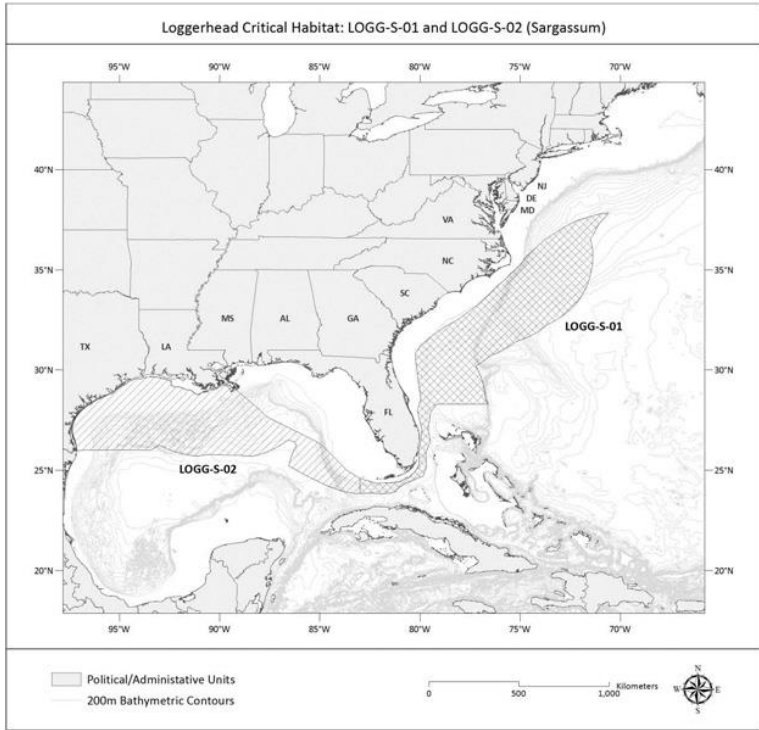 Loggerhead Critical Habitat: LOGG-S-01 and LOGG-S-02 (Sargassum)
95°W 90°W 85°W 80°W 75°W 70°W
40°N 40°N
NJ
DE
MD
VA
35°N NC 35°N
SC
LOGG-S-01
MS AL GA
TX LA
30°N 30°N
FL
LOGG-S-02
25°N 25°N
20°N 20°N
95°W 90°W 85°W 80°W 75°W 70°W
Political/Administative Units
200m Bathymetric Contours
0 500 1,000 Kilometers
N
W E
S